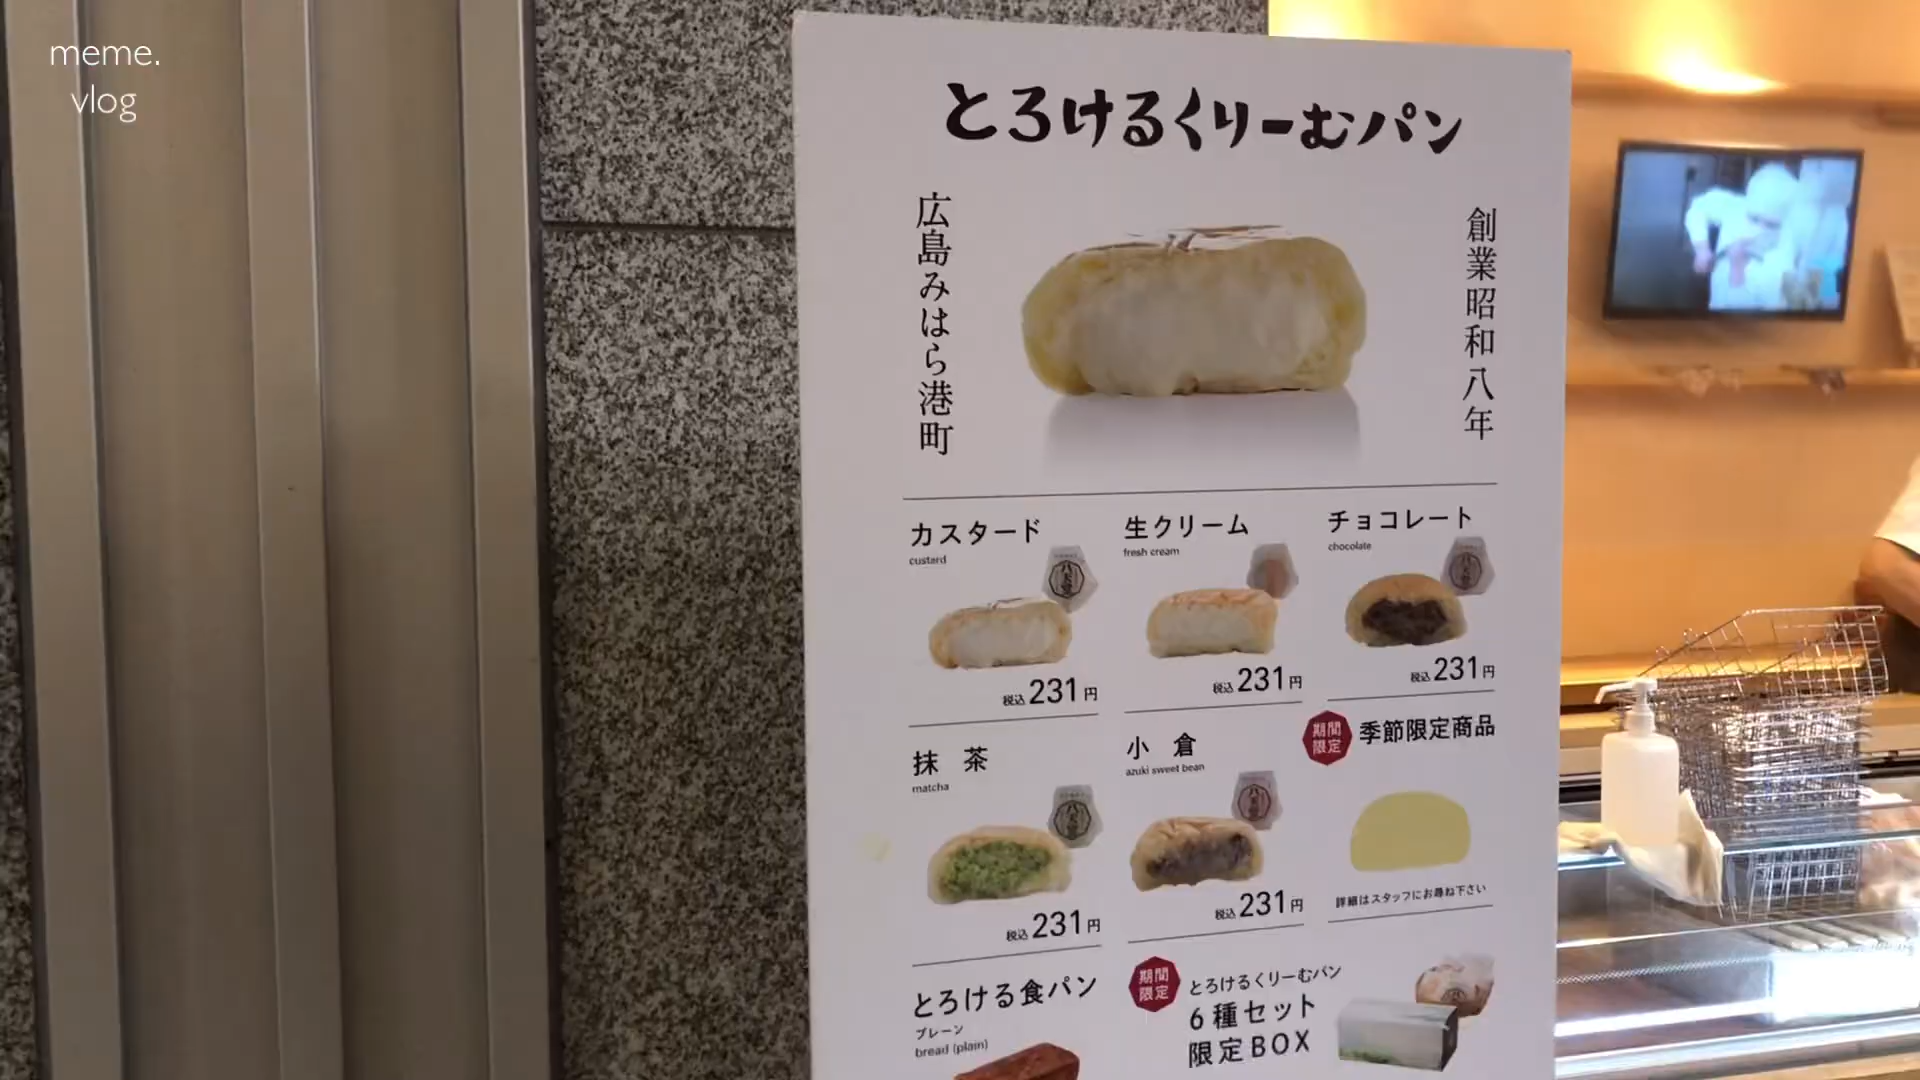 meme.
vlog
とろけるくりーむパン
広島みはら港町
創業昭和八年
カスタード
custard
税込231円
生クリーム
fresh cream
税込231円
チョコレート
chocolate
税込231円
抹 茶
matcha
税込231円
小 倉
azuki sweet bean
税込231円
期間
限定
季節限定商品
詳細はスタッフにお尋ね下さい
とろける食パン
プレーン
bread (plain)
期間
限定
とろけるくりーむパン
6種セット
限定BOX